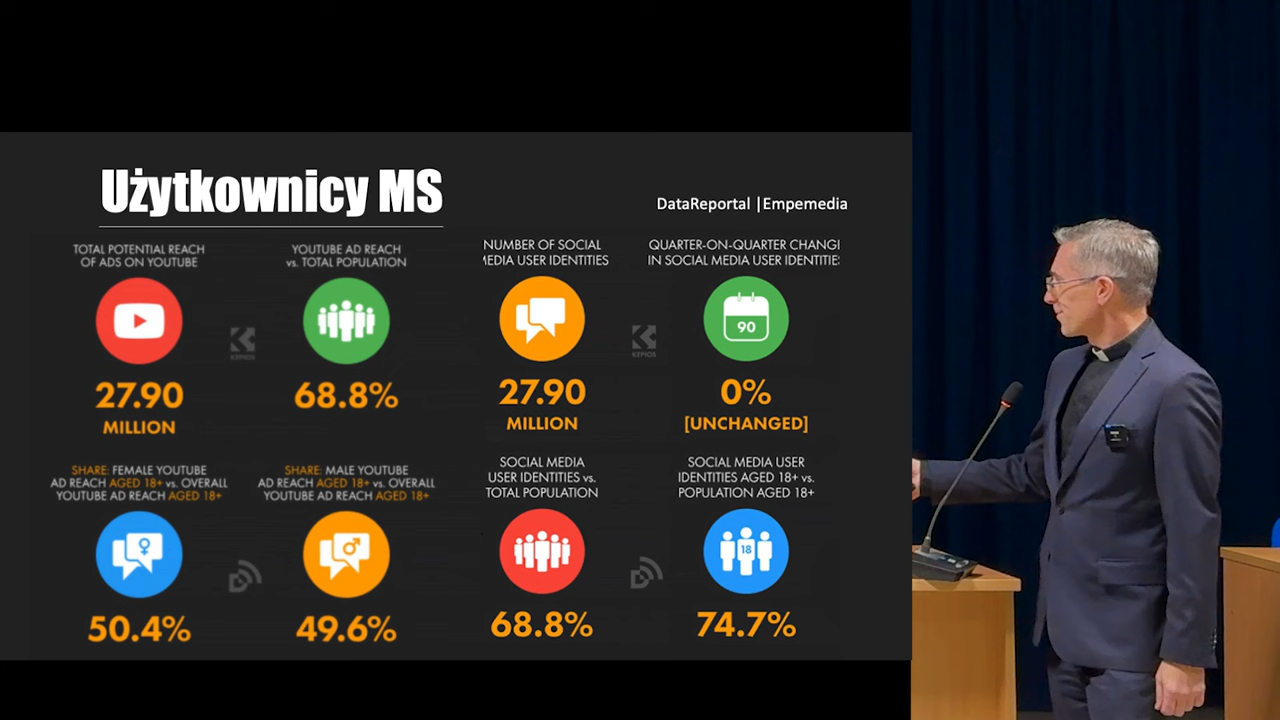 Użytkownicy MS
DataReportal |Empemedia
TOTAL POTENTIAL REACH
OF ADS ON YOUTUBE
27.90
MILLION
YOUTUBE AD REACH
vs. TOTAL POPULATION
68.8%
NUMBER OF SOCIAL
MEDIA USER IDENTITIES
27.90
MILLION
QUARTER-ON-QUARTER CHANGE
IN SOCIAL MEDIA USER IDENTITIES
90
0%
[UNCHANGED]
KEPIOS
KEPIOS
SHARE: FEMALE YOUTUBE
AD REACH AGED 18+ vs. OVERALL
YOUTUBE AD REACH AGED 18+
50.4%
SHARE: MALE YOUTUBE
AD REACH AGED 18+ vs. OVERALL
YOUTUBE AD REACH AGED 18+
49.6%
SOCIAL MEDIA
USER IDENTITIES vs.
TOTAL POPULATION
68.8%
SOCIAL MEDIA USER
IDENTITIES AGED 18+ vs.
POPULATION AGED 18+
18
74.7%